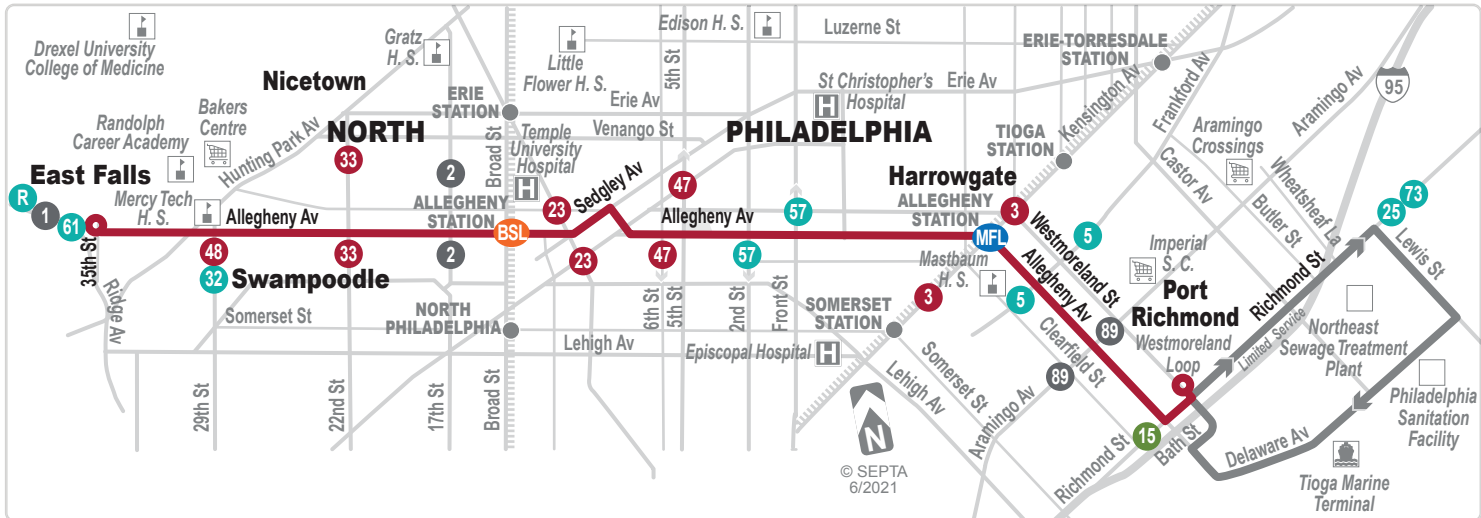 Drexel University
College of Medicine
Gratz
H. S.
Little
Flower H. S.
Edison H. S.
5th St
Luzerne St
ERIE-TORRESDALE
STATION
Erie Av
Kensington Av
Frankford Av
Aramingo Av
95
Nicetown
ERIE
STATION
Erie Av
St Christopher's
Hospital
H
Bakers
Centre
Randolph
Career Academy
Hunting Park Av
NORTH
Broad St
Temple
University
Hospital
H
Venango St
PHILADELPHIA
TIOGA
STATION
Aramingo
Crossings
Castor Av
Butler St
Wheatsheaf La
East Falls
Mercy Tech
H. S.
33
2
ALLEGHENY
STATION
23
Sedgley Av
47
57
Harrowgate
ALLEGHENY
STATION
3
73
25
R
1
61
Allegheny Av
BSL
Allegheny Av
MFL
Westmoreland St
5
Lewis St
35th St
48
33
2
23
47
57
Mastbaum
H. S.
Allegheny Av
Imperial
S. C.
Richmond St
32
Swampoodle
3
5
Port
Richmond
Limited Service
Ridge Av
Somerset St
NORTH
PHILADELPHIA
6th St
5th St
2nd St
Front St
SOMERSET
STATION
Clearfield St
89
Westmoreland
Loop
Northeast
Sewage Treatment
Plant
Lehigh Av
Episcopal Hospital
H
Somerset St
Lehigh Av
89
Philadelphia
Sanitation
Facility
29th St
22nd St
17th St
Broad St
N
Aramingo Av
Richmond St
15
Bath St
Delaware Av
© SEPTA
6/2021
Tioga Marine
Terminal